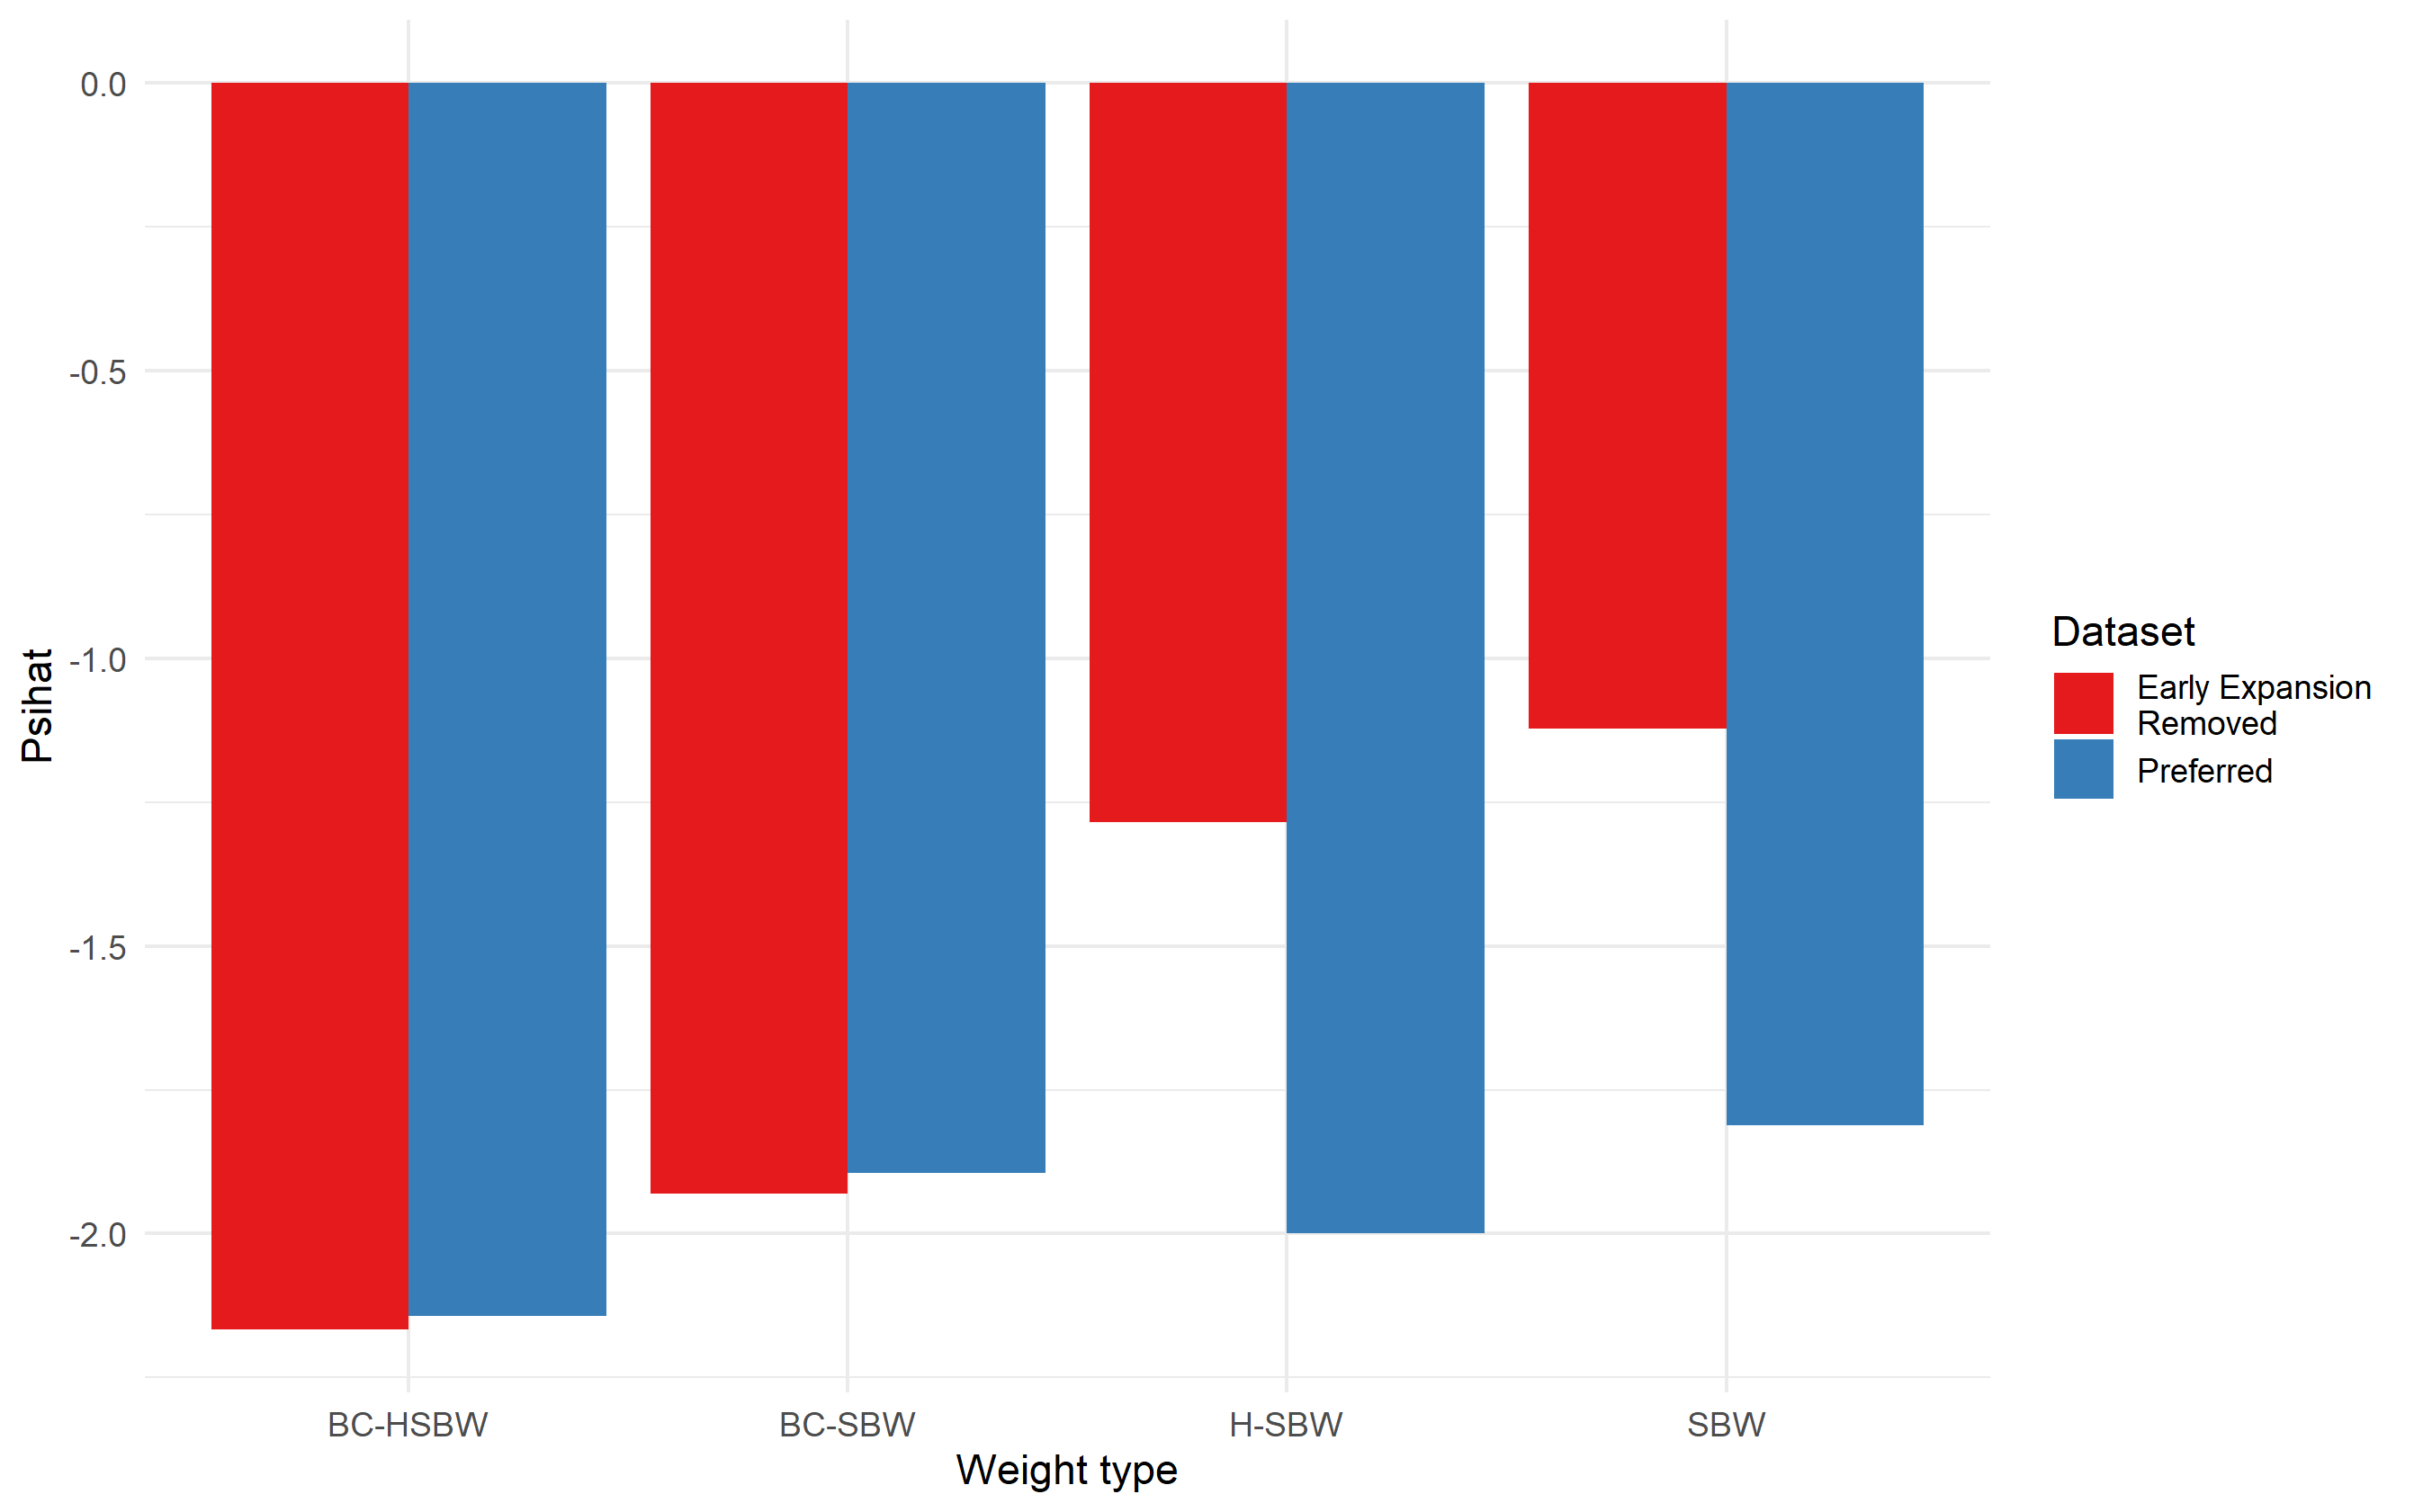 0.0
-0.5
-1.0
-1.5
-2.0
Psihat
BC-HSBW
BC-SBW
H-SBW
SBW
Weight type
Dataset
Early Expansion
Removed
Preferred